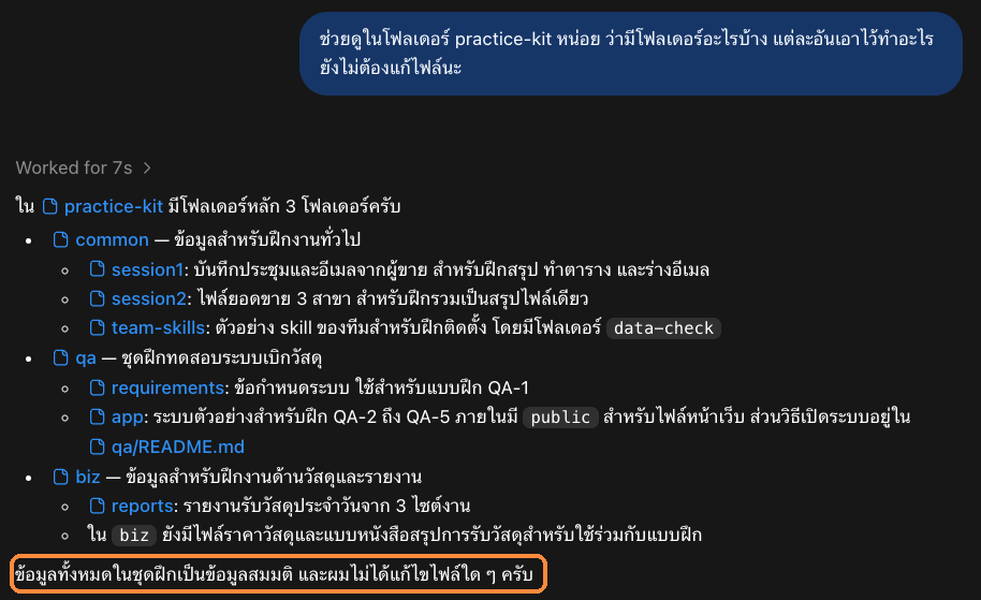 ช่วยดูในโฟลเดอร์ practice-kit หน่อย ว่ามีโฟลเดอร์อะไรบ้าง แต่ละอันเอาไว้ทำอะไร
ยังไม่ต้องแก้ไฟล์นะ
Worked for 7s >
ใน practice-kit มีโฟลเดอร์หลัก 3 โฟลเดอร์ครับ
• common — ข้อมูลสำหรับฝึกงานทั่วไป
◦ session1: บันทึกประชุมและอีเมลจากผู้ขาย สำหรับฝึกสรุป ทำตาราง และร่างอีเมล
◦ session2: ไฟล์ยอดขาย 3 สาขา สำหรับฝึกรวมเป็นสรุปไฟล์เดียว
◦ team-skills: ตัวอย่าง skill ของทีมสำหรับฝึกติดตั้ง โดยมีโฟลเดอร์ data-check
• qa — ชุดฝึกทดสอบระบบเบิกวัสดุ
◦ requirements: ข้อกำหนดระบบ ใช้สำหรับแบบฝึก QA-1
◦ app: ระบบตัวอย่างสำหรับฝึก QA-2 ถึง QA-5 ภายในมี public สำหรับไฟล์หน้าเว็บ ส่วนวิธีเปิดระบบอยู่ใน
qa/README.md
• biz — ข้อมูลสำหรับฝึกงานด้านวัสดุและรายงาน
◦ reports: รายงานรับวัสดุประจำวันจาก 3 ไซต์งาน
◦ ใน biz ยังมีไฟล์ราคาวัสดุและแบบหนังสือสรุปการรับวัสดุสำหรับใช้ร่วมกับแบบฝึก
ข้อมูลทั้งหมดในชุดฝึกเป็นข้อมูลสมมติ และผมไม่ได้แก้ไขไฟล์ใด ๆ ครับ